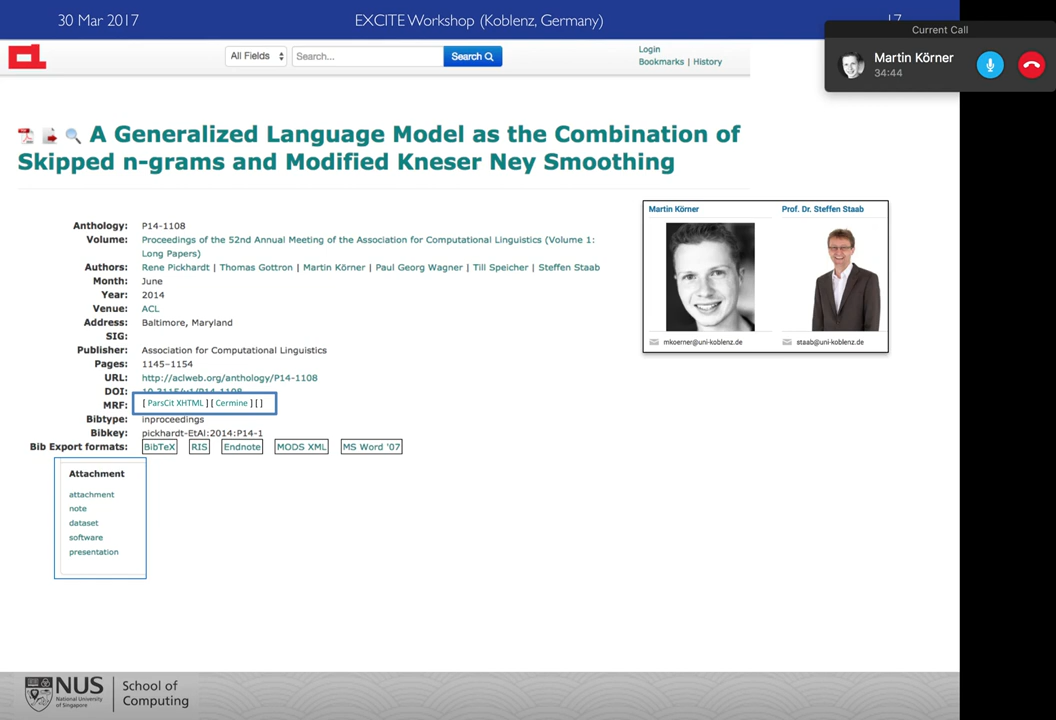 30 Mar 2017
EXCITE Workshop (Koblenz, Germany)
17
Current Call
Martin Körner
34:44
All Fields
Search...
Search
Login
Bookmarks | History
A Generalized Language Model as the Combination of
Skipped n-grams and Modified Kneser Ney Smoothing
Anthology: P14-1108
Volume: Proceedings of the 52nd Annual Meeting of the Association for Computational Linguistics (Volume 1:
Long Papers)
Authors: Rene Pickhardt | Thomas Gottron | Martin Körner | Paul Georg Wagner | Till Speicher | Steffen Staab
Month: June
Year: 2014
Venue: ACL
Address: Baltimore, Maryland
SIG:
Publisher: Association for Computational Linguistics
Pages: 1145–1154
URL: http://aclweb.org/anthology/P14-1108
DOI: 10.3115/v1/P14-1108
MRF: [ ParsCit XHTML ] [ Cermine ] [ ]
Bibtype: inproceedings
Bibkey: pickhardt-EtAl:2014:P14-1
Bib Export formats: BibTeX RIS Endnote MODS XML MS Word '07
Attachment
attachment
note
dataset
software
presentation
Martin Körner
Prof. Dr. Steffen Staab
mkoerner@uni-koblenz.de
staab@uni-koblenz.de
NUS
National University
of Singapore
School of
Computing